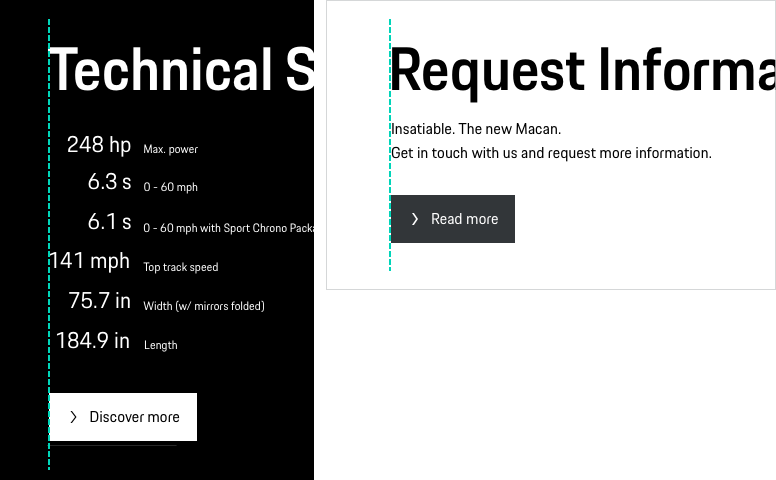 Technical S
248 hp Max. power
6.3 s 0 - 60 mph
6.1 s 0 - 60 mph with Sport Chrono Packa
141 mph Top track speed
75.7 in Width (w/ mirrors folded)
184.9 in Length
Discover more
Request Informa
Insatiable. The new Macan.
Get in touch with us and request more information.
Read more